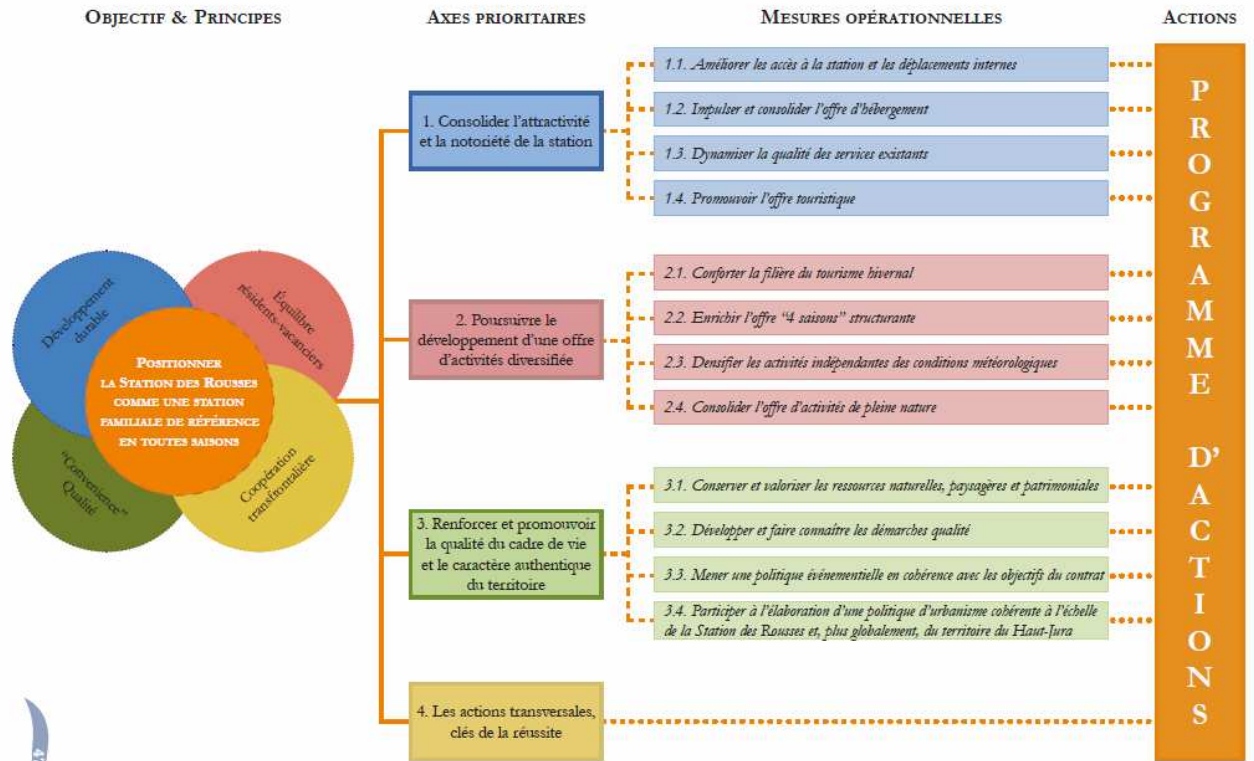 OBJECTIF & PRINCIPES
AXES PRIORITAIRES
MESURES OPÉRATIONNELLES
ACTIONS
Développement
durable
Équilibre
résidents-vacanciers
POSITIONNER
LA STATION DES ROUSSES
COMME UNE STATION
FAMILIALE DE RÉFÉRENCE
EN TOUTES SAISONS
"Convenience"
Qualité
Coopération
transfrontalière
1. Consolider l'attractivité
et la notoriété de la station
1.1. Améliorer les accès à la station et les déplacements internes
1.2. Impulser et consolider l'offre d'hébergement
1.3. Dynamiser la qualité des services existants
1.4. Promouvoir l'offre touristique
2. Poursuivre le
développement d'une offre
d'activités diversifiée
2.1. Conforter la filière du tourisme hivernal
2.2. Enrichir l'offre "4 saisons" structurante
2.3. Densifier les activités indépendantes des conditions météorologiques
2.4. Consolider l'offre d'activités de pleine nature
3. Renforcer et promouvoir
la qualité du cadre de vie
et le caractère authentique
du territoire
3.1. Conserver et valoriser les ressources naturelles, paysagères et patrimoniales
3.2. Développer et faire connaître les démarches qualité
3.3. Mener une politique événementielle en cohérence avec les objectifs du contrat
3.4. Participer à l'élaboration d'une politique d'urbanisme cohérente à l'échelle
de la Station des Rousses et, plus globalement, du territoire du Haut-Jura
4. Les actions transversales,
clés de la réussite
PROGRAMME D'ACTIONS